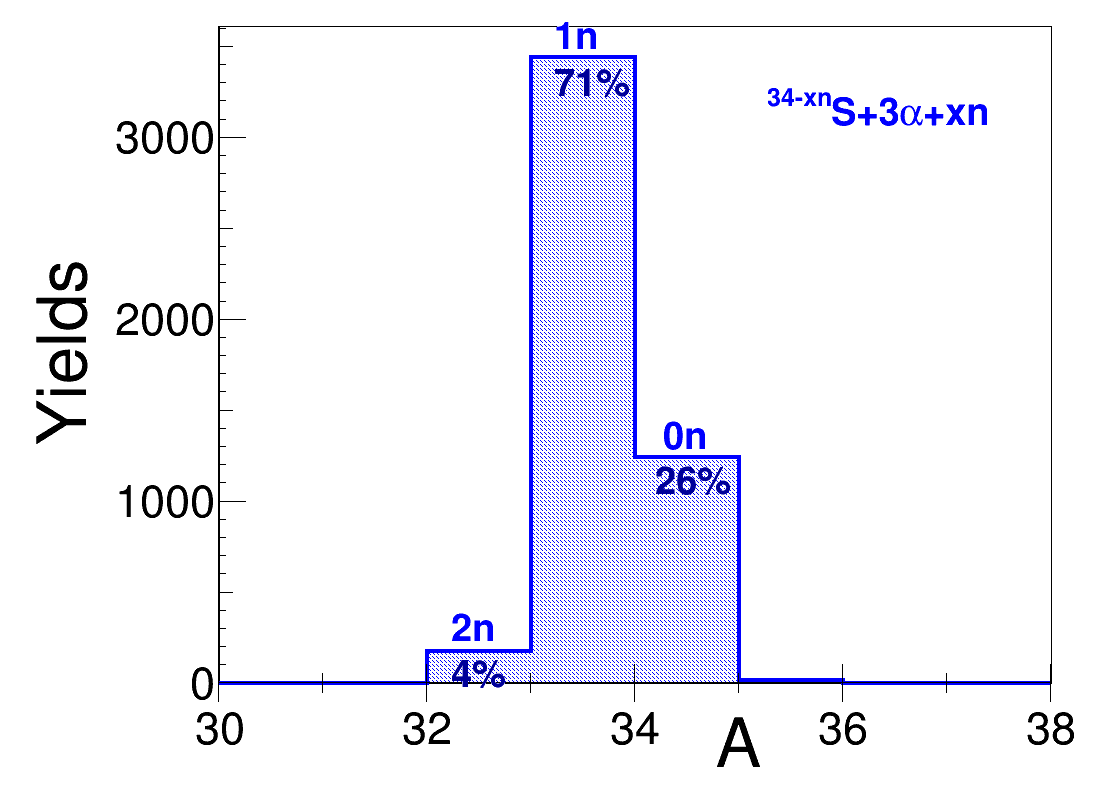 1n
71%
³⁴⁻ˣⁿS+3α+xn
3000
Yields
2000
0n
26%
1000
2n
4%
0
30 32 34 36 38
A